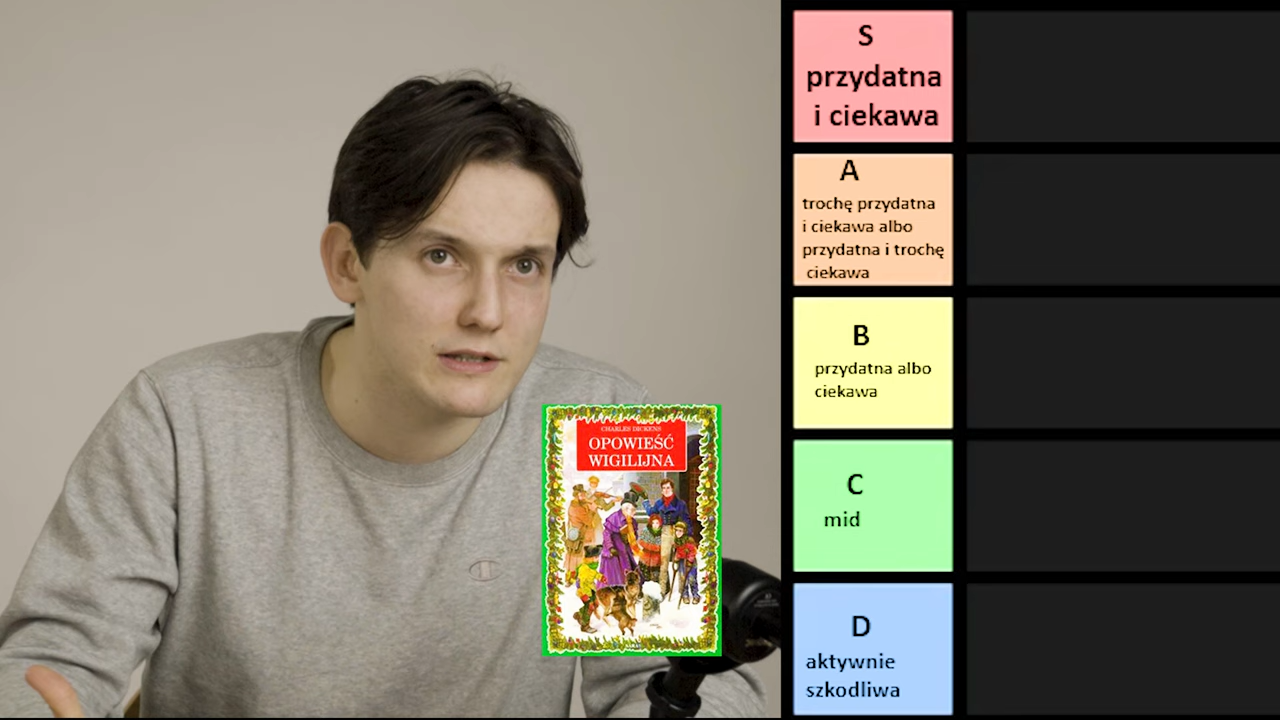 CHARLES DICKENS
OPOWIEŚĆ
WIGILIJNA
S
przydatna
i ciekawa
A
trochę przydatna
i ciekawa albo
przydatna i trochę
ciekawa
B
przydatna albo
ciekawa
C
mid
D
aktywnie
szkodliwa